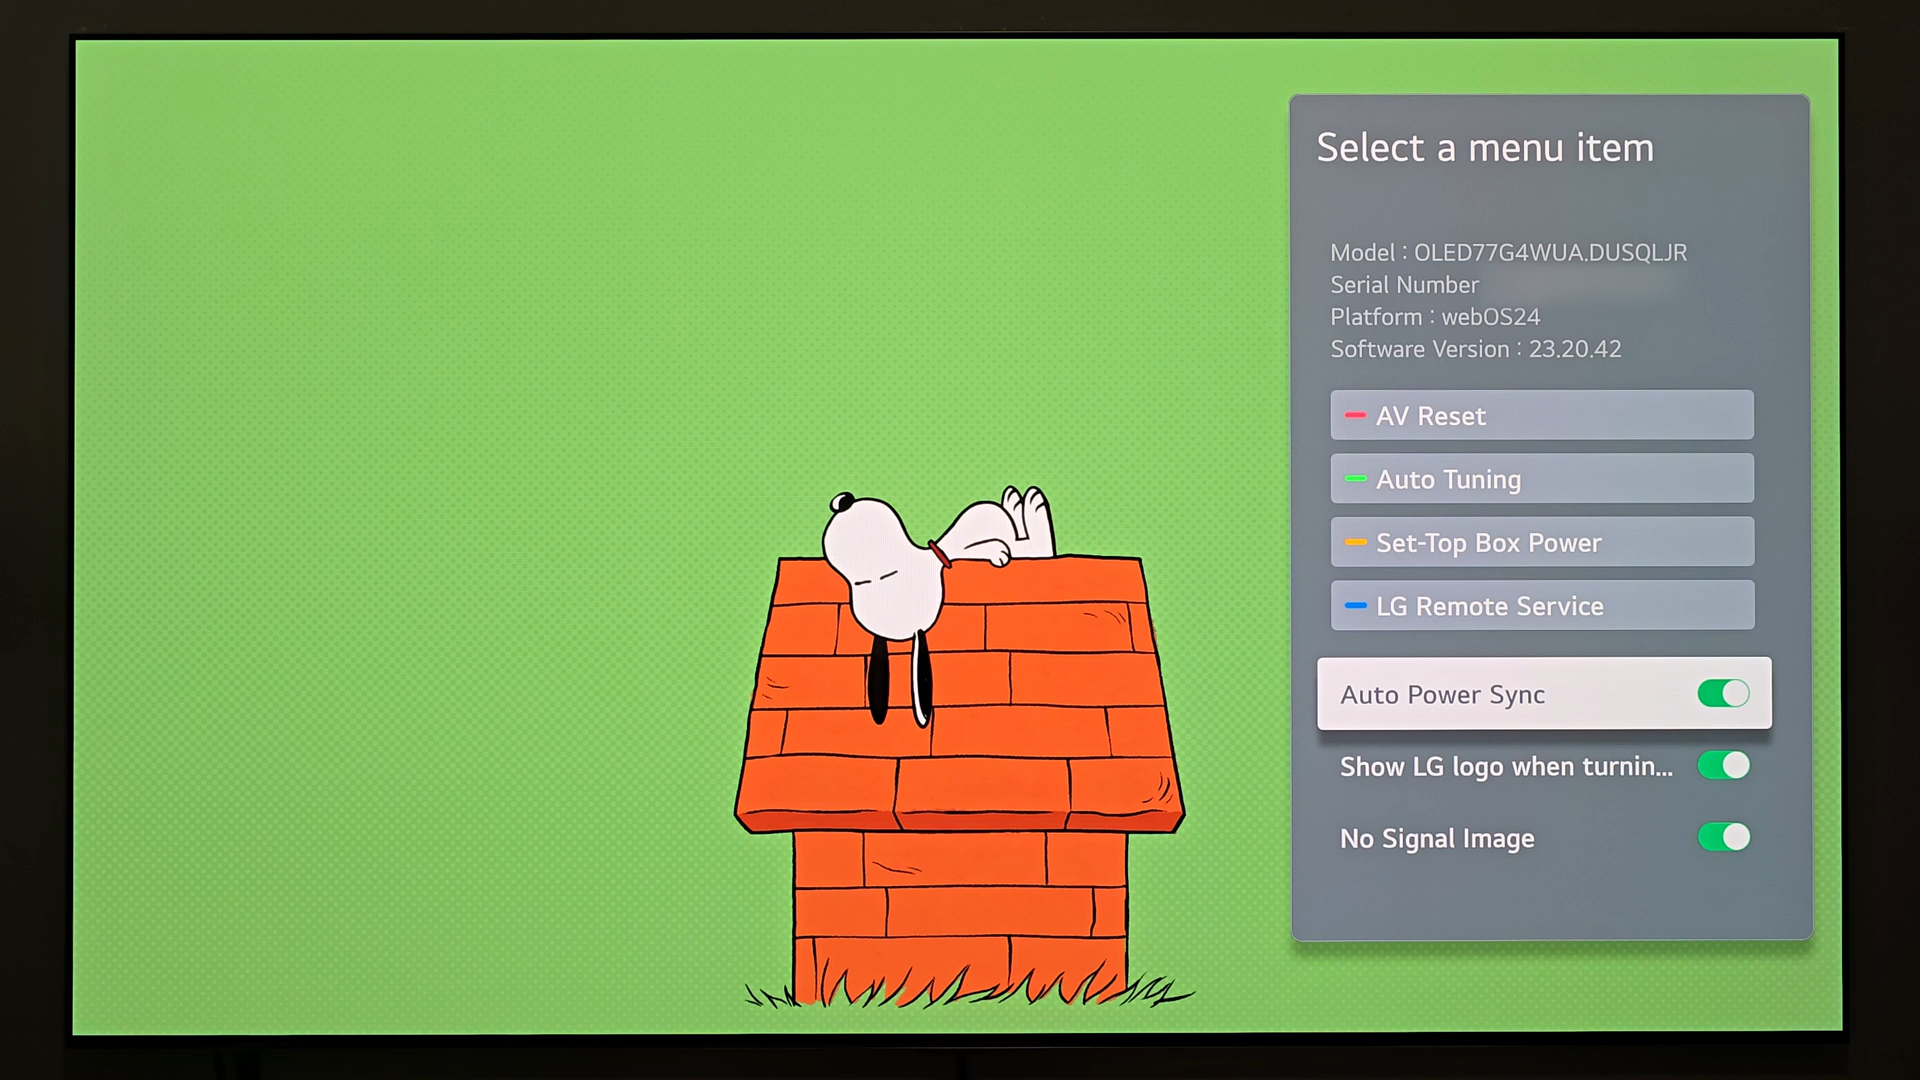 Select a menu item
Model : OLED77G4WUA.DUSQLJR
Serial Number
Platform : webOS24
Software Version : 23.20.42
AV Reset
Auto Tuning
Set-Top Box Power
LG Remote Service
Auto Power Sync
Show LG logo when turnin...
No Signal Image